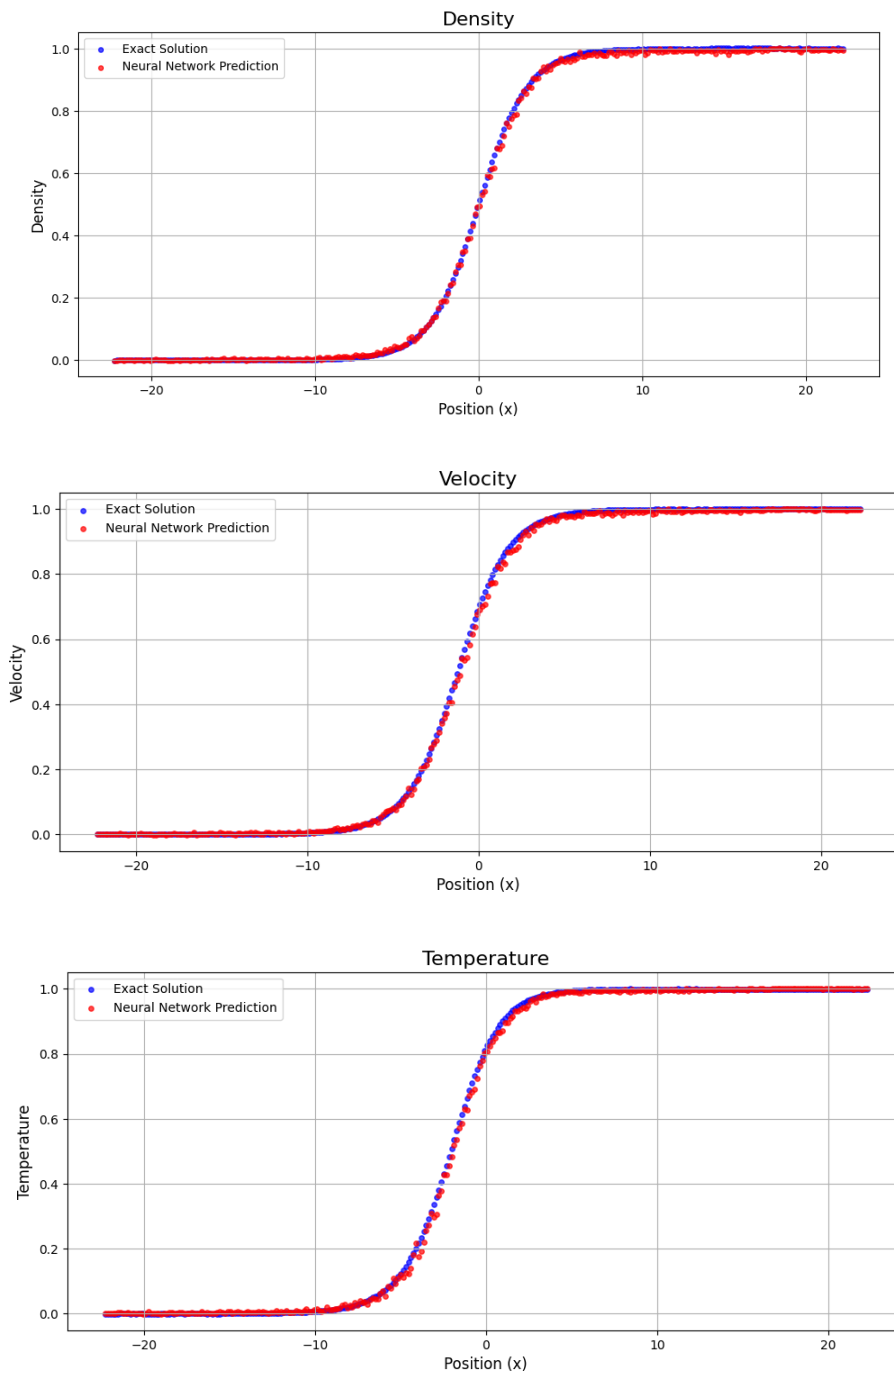 Density
Exact Solution
Neural Network Prediction
1.0
0.8
0.6
0.4
0.2
0.0
Density
−20
−10
0
10
20
Position (x)
Velocity
Exact Solution
Neural Network Prediction
1.0
0.8
0.6
0.4
0.2
0.0
Velocity
−20
−10
0
10
20
Position (x)
Temperature
Exact Solution
Neural Network Prediction
1.0
0.8
0.6
0.4
0.2
0.0
Temperature
−20
−10
0
10
20
Position (x)